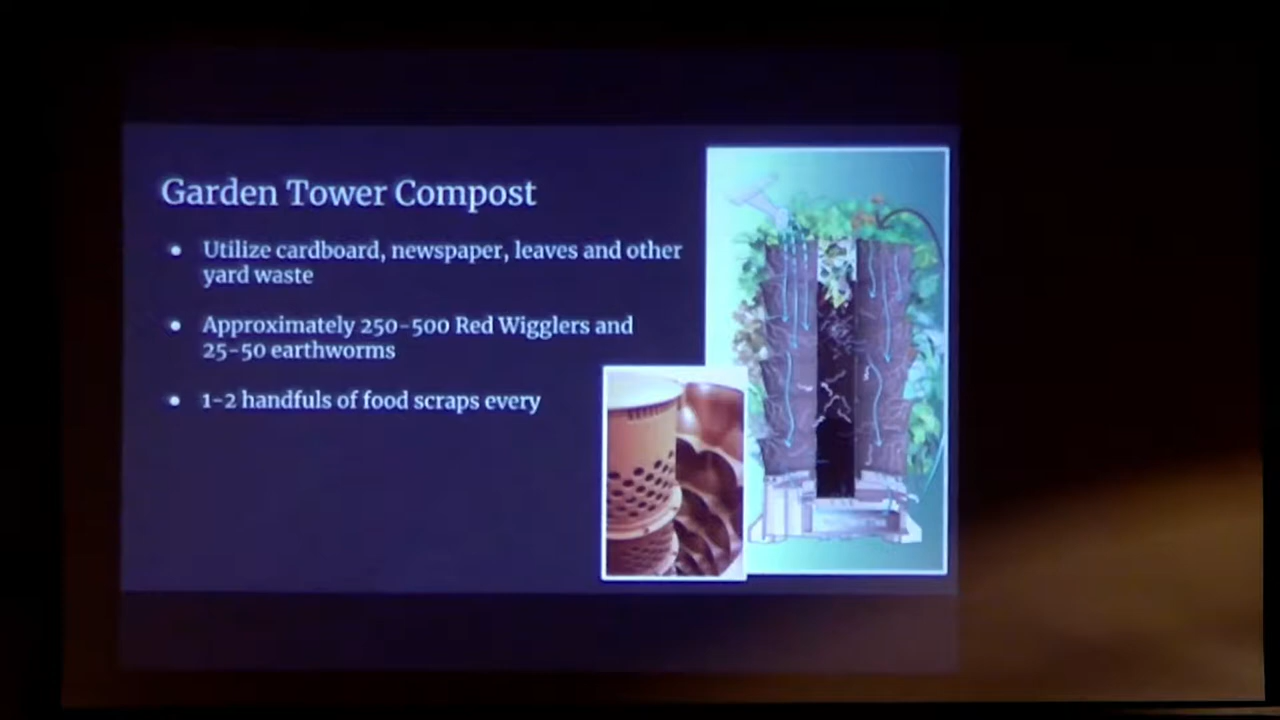 Garden Tower Compost
• Utilize cardboard, newspaper, leaves and other
yard waste
• Approximately 250-500 Red Wigglers and
25-50 earthworms
• 1-2 handfuls of food scraps every